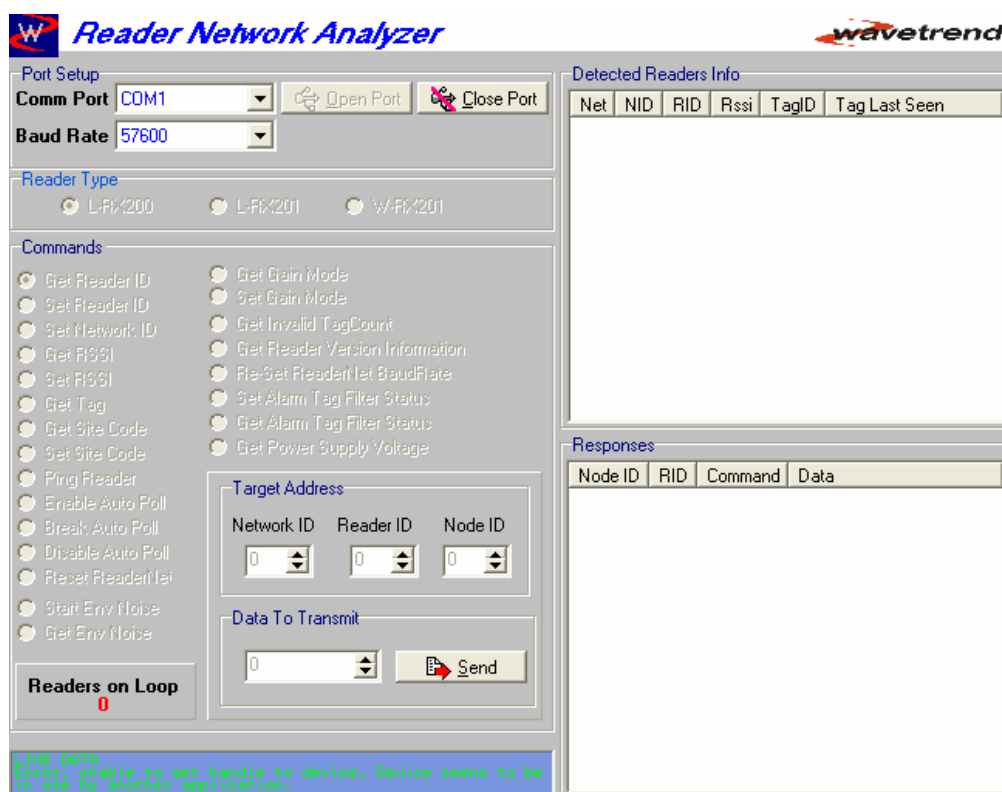 W Reader Network Analyzer
wavetrend
Port Setup
Comm Port COM1 Open Port Close Port
Baud Rate 57600
Reader Type
L-RX200 L-RX201 W-RX201
Commands
Get Reader ID
Set Reader ID
Set Network ID
Get RSSI
Set RSSI
Get Tag
Get Site Code
Set Site Code
Ping Reader
Enable Auto Poll
Break Auto Poll
Disable Auto Poll
Reset ReaderNet
Start Env Noise
Get Env Noise
Get Gain Mode
Set Gain Mode
Get Invalid TagCount
Get Reader Version Information
Re-Set ReaderNet BaudRate
Set Alarm Tag Filter Status
Get Alarm Tag Filter Status
Get Power Supply Voltage
Target Address
Network ID Reader ID Node ID
0 0 0
Data To Transmit
0 Send
Readers on Loop
0
LIVE DATA
Error, unable to get handle to device. Device seems to be
in use by another application.
Detected Readers Info
Net NID RID Rssi TagID Tag Last Seen
Responses
Node ID RID Command Data